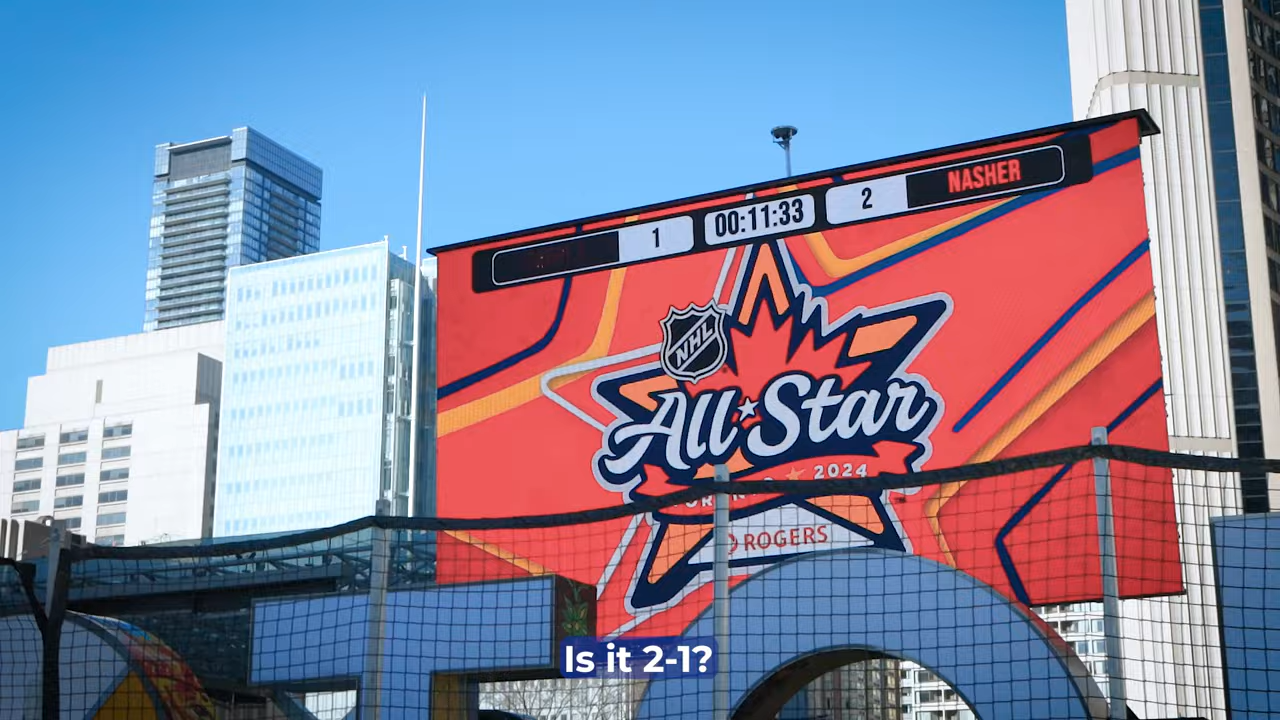 1 00:11:33 2 NASHER
NHL
All Star
2024
ROGERS
Is it 2-1?